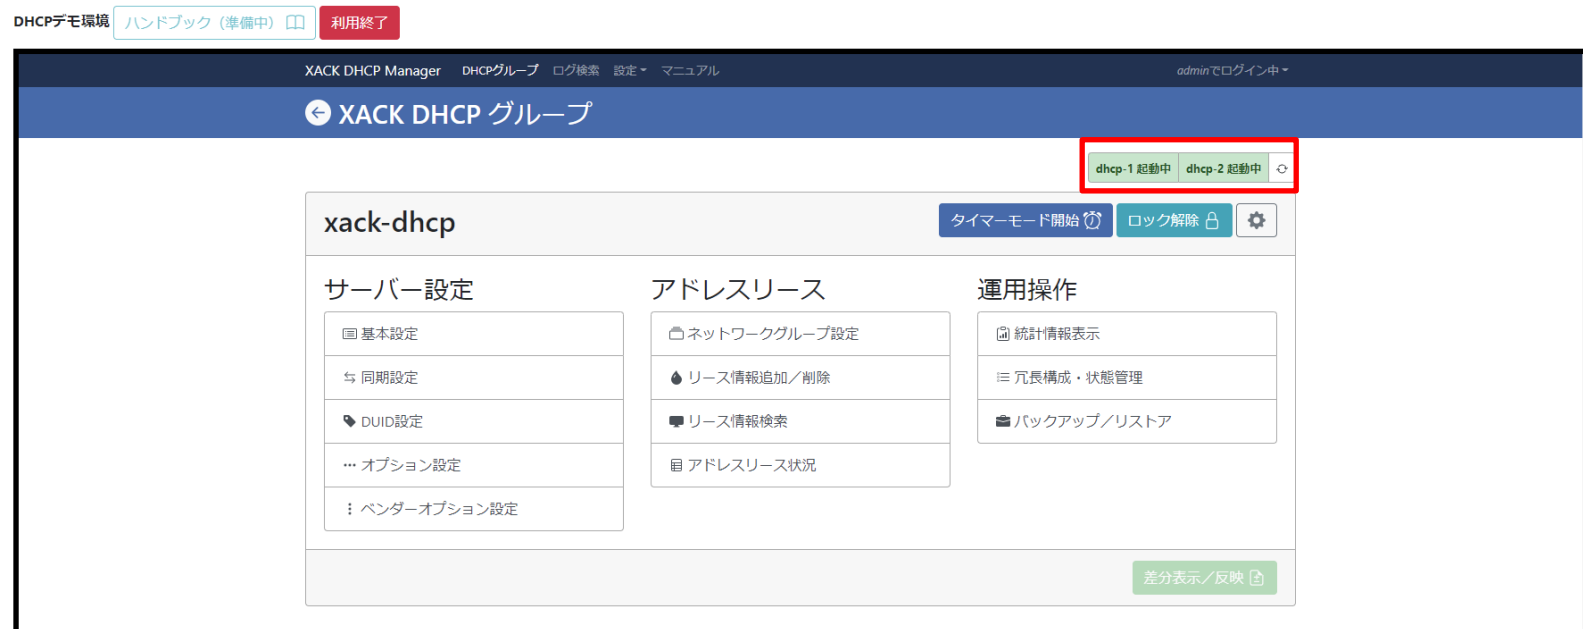 DHCPデモ環境 ハンドブック（準備中） 利用終了
XACK DHCP Manager DHCPグループ ログ検索 設定 マニュアル adminでログイン中
XACK DHCP グループ
dhcp-1 起動中 dhcp-2 起動中
xack-dhcp タイマーモード開始 ロック解除
サーバー設定
基本設定
同期設定
DUID設定
オプション設定
ベンダーオプション設定
アドレスリース
ネットワークグループ設定
リース情報追加／削除
リース情報検索
アドレスリース状況
運用操作
統計情報表示
冗長構成・状態管理
バックアップ／リストア
差分表示／反映